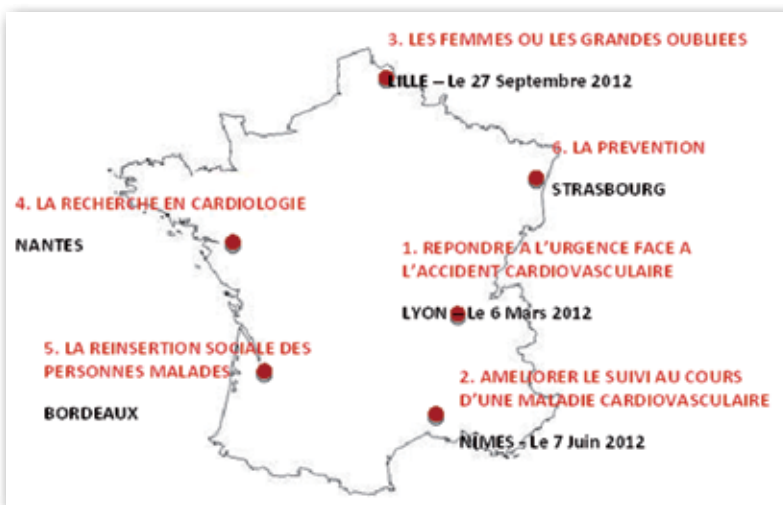 3. LES FEMMES OU LES GRANDES OUBLIEES
LILLE – Le 27 Septembre 2012
6. LA PREVENTION
STRASBOURG
4. LA RECHERCHE EN CARDIOLOGIE
NANTES
1. REPONDRE A L'URGENCE FACE A
L'ACCIDENT CARDIOVASCULAIRE
LYON – Le 6 Mars 2012
5. LA REINSERTION SOCIALE DES
PERSONNES MALADES
BORDEAUX
2. AMELIORER LE SUIVI AU COURS
D'UNE MALADIE CARDIOVASCULAIRE
NÎMES - Le 7 Juin 2012